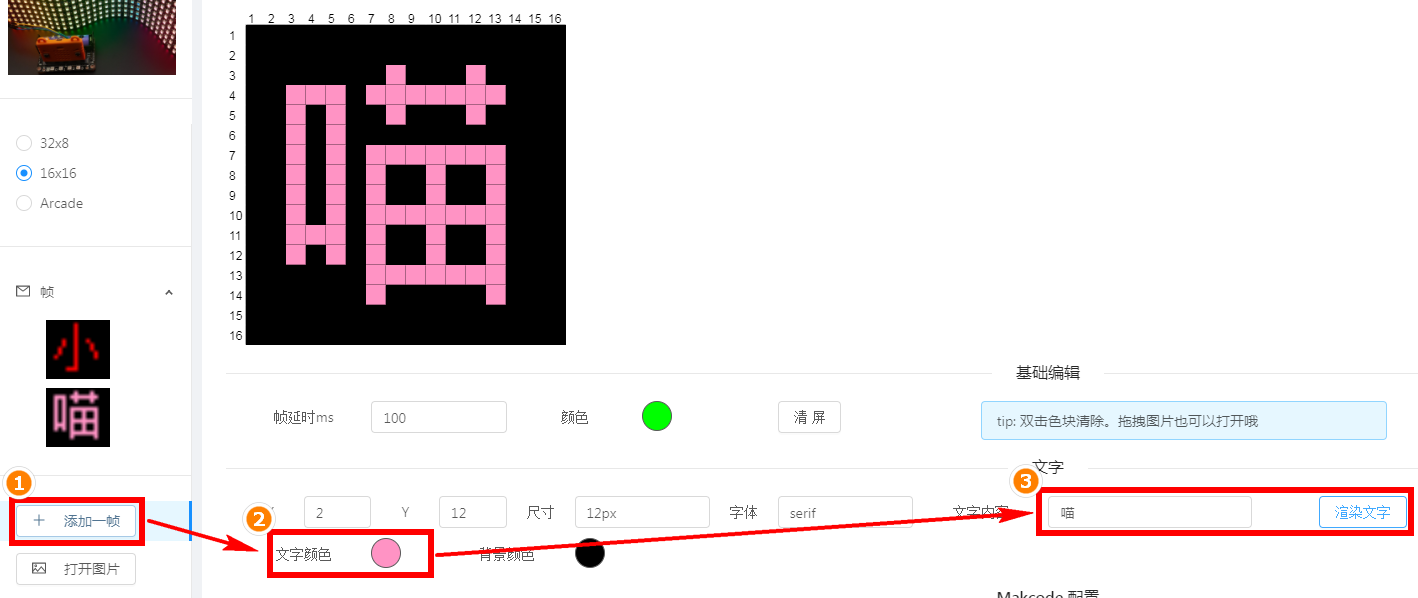 1 2 3 4 5 6 7 8 9 10 11 12 13 14 15 16
1
2
3
4
5
6
7
8
9
10
11
12
13
14
15
16
喵
32x8
16x16
Arcade
帧
小
喵
1
添加一帧
打开图片
基础编辑
帧延时ms 100 颜色 清 屏 tip: 双击色块清除。拖拽图片也可以打开哦
文字
2 3
2 Y 12 尺寸 12px 字体 serif 文字内容 喵 渲染文字
文字颜色 背景颜色
Makcode 配置